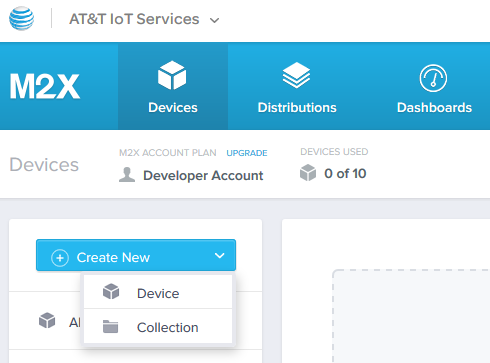 AT&T IoT Services
M2X
Devices
Distributions
Dashboards
Devices
M2X ACCOUNT PLAN UPGRADE
Developer Account
DEVICES USED
0 of 10
Create New
Device
Collection